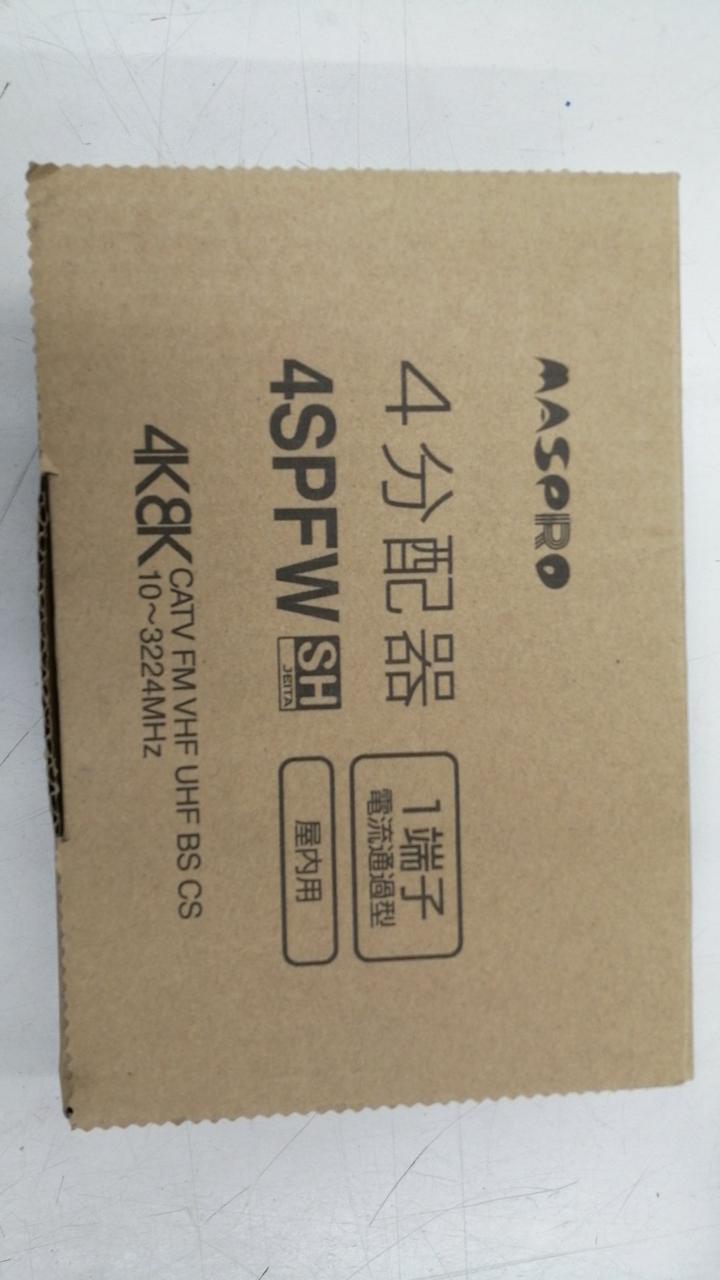 MASPRO
4分配器
1端子
電流通過型
4SPFW
SH
JEITA
屋内用
4K8K
CATV FM VHF UHF BS CS
10～3224MHz